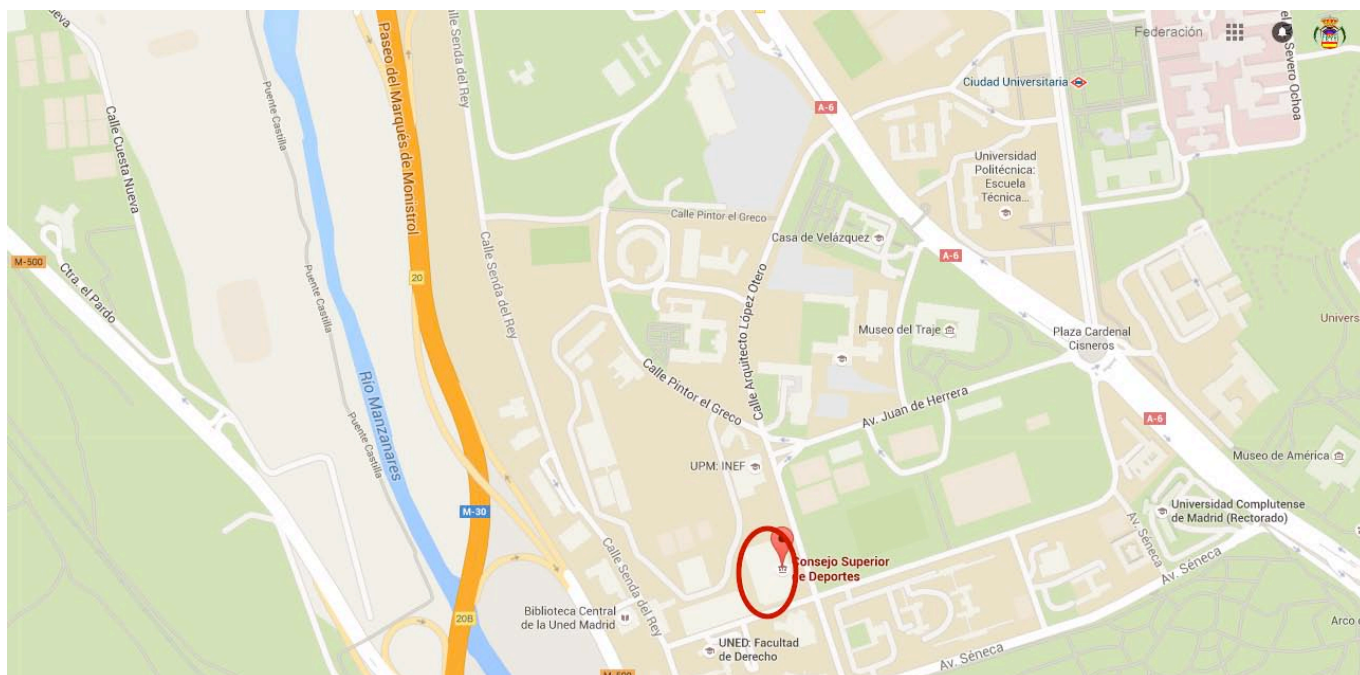 Federación
ueva
Paseo del Marqués de Monistrol
Calle Senda del Rey
Puente Castilla
Calle Cuesta Nueva
A-6
Ciudad Universitaria
Severo Ochoa
Universidad
Politécnica:
Escuela
Técnica...
Calle Pintor el Greco
Casa de Velázquez
A-6
M-500
Ctra. el Pardo
20
Puente Castilla
Calle Senda del Rey
Calle Arquitecto López Otero
Museo del Traje
Plaza Cardenal
Cisneros
Univers
Río Manzanares
Puente Castilla
Calle Pintor el Greco
Av. Juan de Herrera
A-6
UPM: INEF
Museo de América
M-30
Universidad Complutense
de Madrid (Rectorado)
Av. Séneca
Calle Senda del Rey
Consejo Superior
de Deportes
Av. Séneca
Biblioteca Central
de la Uned Madrid
20B
UNED: Facultad
de Derecho
Av. Séneca
Arco
M-500